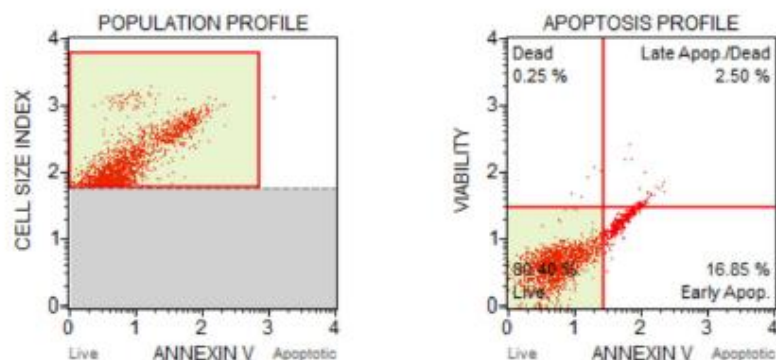 POPULATION PROFILE
4
3
2
1
0
CELL SIZE INDEX
0 1 2 3 4
Live ANNEXIN V Apoptotic
APOPTOSIS PROFILE
4
3
2
1
0
VIABILITY
Dead
0.25 %
Late Apop./Dead
2.50 %
80.40 %
Live
16.85 %
Early Apop.
0 1 2 3 4
Live ANNEXIN V Apoptotic